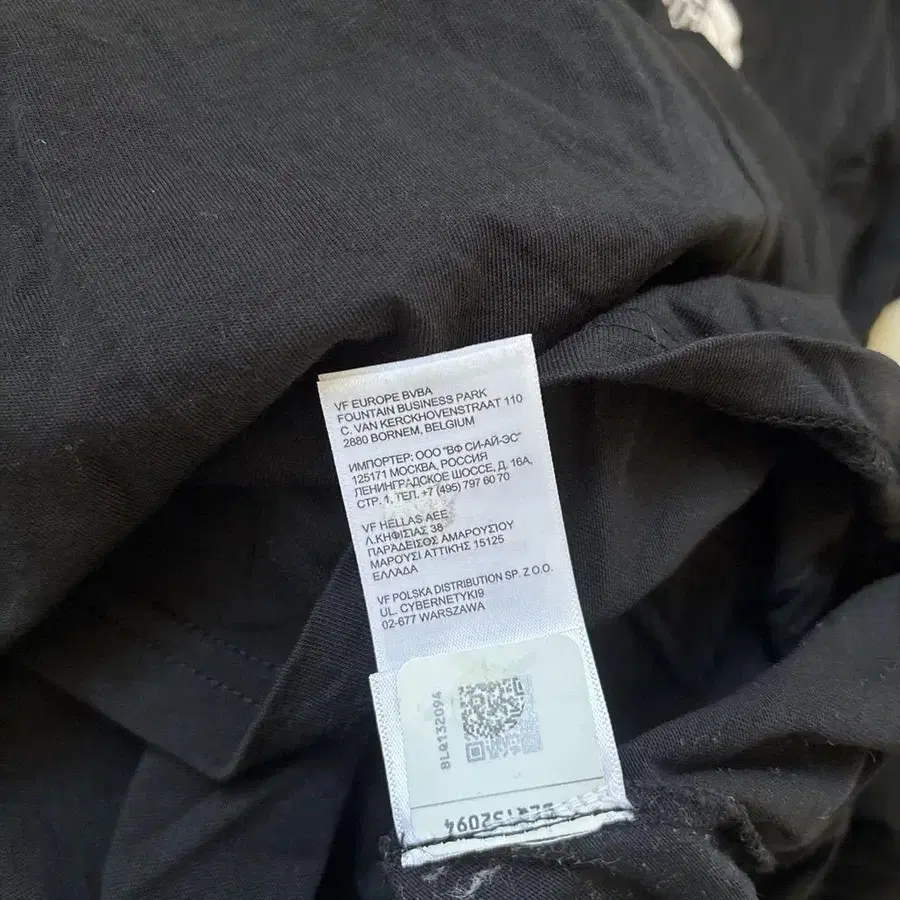 VF EUROPE BVBA
FOUNTAIN BUSINESS PARK
C. VAN KERCKHOVENSTRAAT 110
2880 BORNEM, BELGIUM
ИМПОРТЕР: ООО "ВФ СИ-АЙ-ЭС"
125171 МОСКВА, РОССИЯ
ЛЕНИНГРАДСКОЕ ШОССЕ, Д. 16А,
СТР. 1, ТЕЛ. +7 (495) 797 60 70
VF HELLAS AEE
Λ.ΚΗΦΙΣΙΑΣ 38
ΠΑΡΑΔΕΙΣΟΣ ΑΜΑΡΟΥΣΙΟΥ
ΜΑΡΟΥΣΙ ΑΤΤΙΚΗΣ 15125
ΕΛΛΑΔΑ
VF POLSKA DISTRIBUTION SP. Z O.O.
UL. CYBERNETYKI9
02-677 WARSZAWA
BLQ132094
BLQ132094